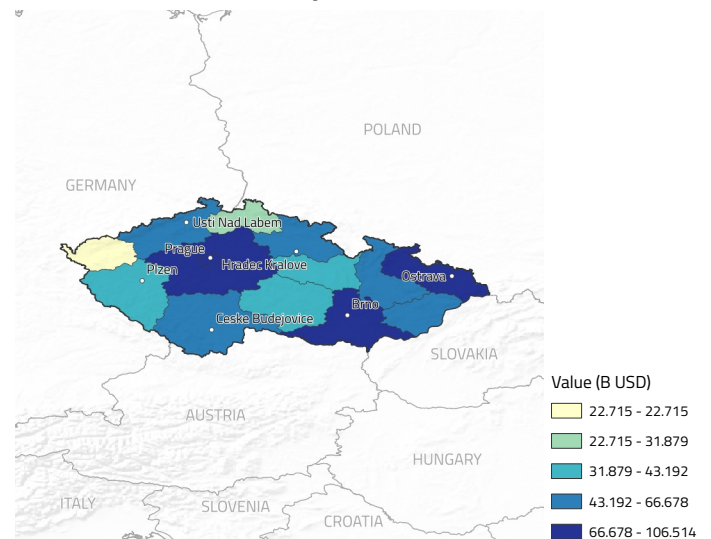 POLAND
GERMANY
Usti Nad Labem
Prague
Hradec Kralove
Plzen
Ostrava
Brno
Ceske Budejovice
SLOVAKIA
Value (B USD)
22.715 - 22.715
AUSTRIA
22.715 - 31.879
HUNGARY
31.879 - 43.192
ITALY
SLOVENIA
43.192 - 66.678
CROATIA
66.678 - 106.514